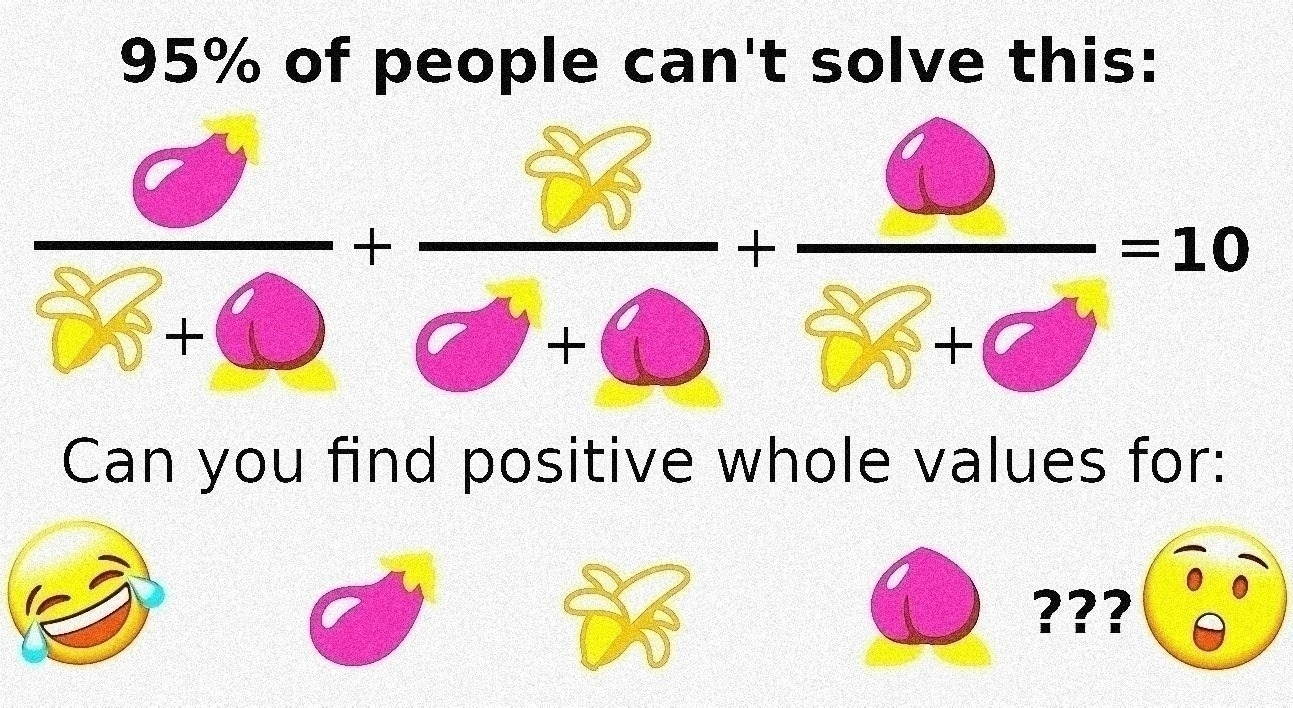 95% of people can't solve this:
🍆 + 🍌 + 🍑 =10
🍌+🍑 🍆+🍑 🍌+🍆
Can you find positive whole values for:
😂 🍆 🍌 🍑 ???😲